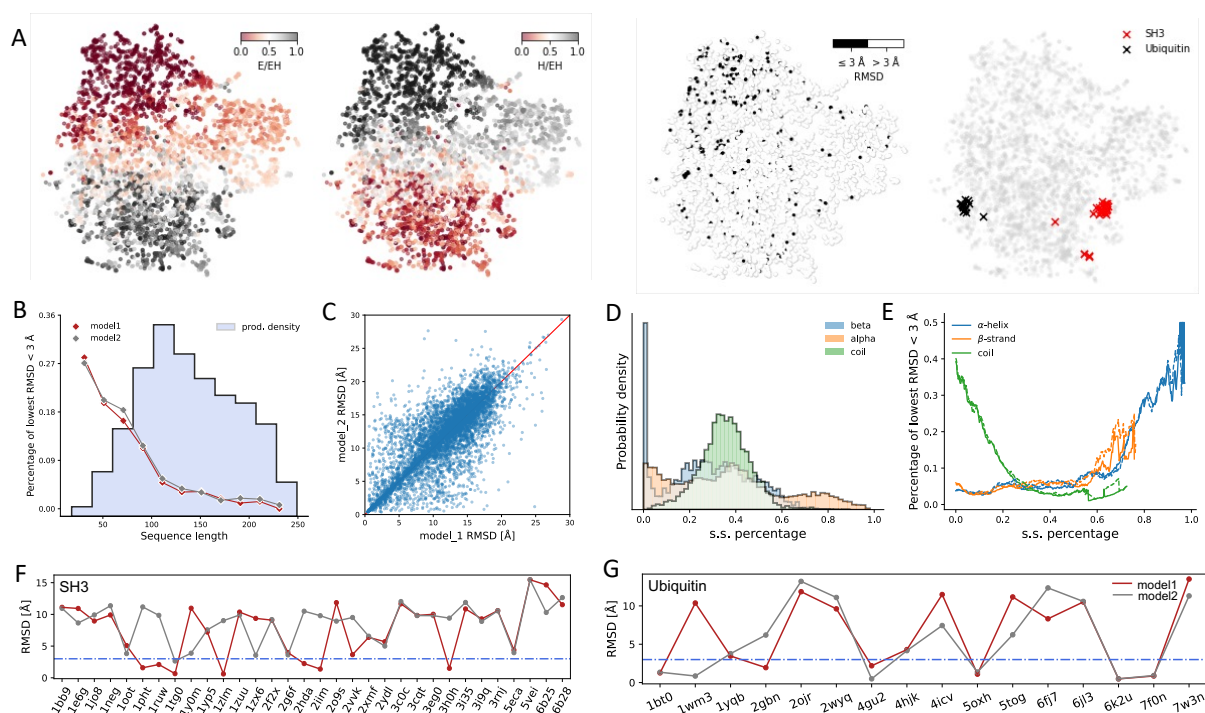 A
0.0 0.5 1.0
E/EH
0.0 0.5 1.0
H/EH
≤ 3 Å > 3 Å
RMSD
SH3
Ubiquitin
B
Percentage of lowest RMSD < 3 Å
0.36
0.27
0.18
0.09
0.00
model1
model2
prod. density
50 100 150 200 250
Sequence length
C
model_2 RMSD [Å]
30
25
20
15
10
5
0
0 5 10 15 20 25 30
model_1 RMSD [Å]
D
Probability density
beta
alpha
coil
0.0 0.2 0.4 0.6 0.8 1.0
s.s. percentage
E
Percentage of lowest RMSD < 3 Å
0.5
0.4
0.3
0.2
0.1
0.0
α-helix
β-strand
coil
0.0 0.2 0.4 0.6 0.8 1.0
s.s. percentage
F
SH3
RMSD [Å]
15
10
5
0
1bb9 1e6g 1jo8 1neg 1oot 1pht 1ruw 1tg0 1y0m 1yp5 1zlm 1zuu 1zx6 2fzx 2g6f 2hda 2iim 2o9s 2vvk 2xmf 2ydl 3c0c 3cqt 3eg0 3h0h 3i35 3i9q 3rnj 5eca 5vei 6b25 6b28
G
Ubiquitin
model1
model2
RMSD [Å]
10
5
0
1bt0 1wm3 1yqb 2gbn 2ojr 2wyq 4gu2 4hjk 4icv 5oxh 5tog 6fj7 6jl3 6k2u 7f0n 7w3n